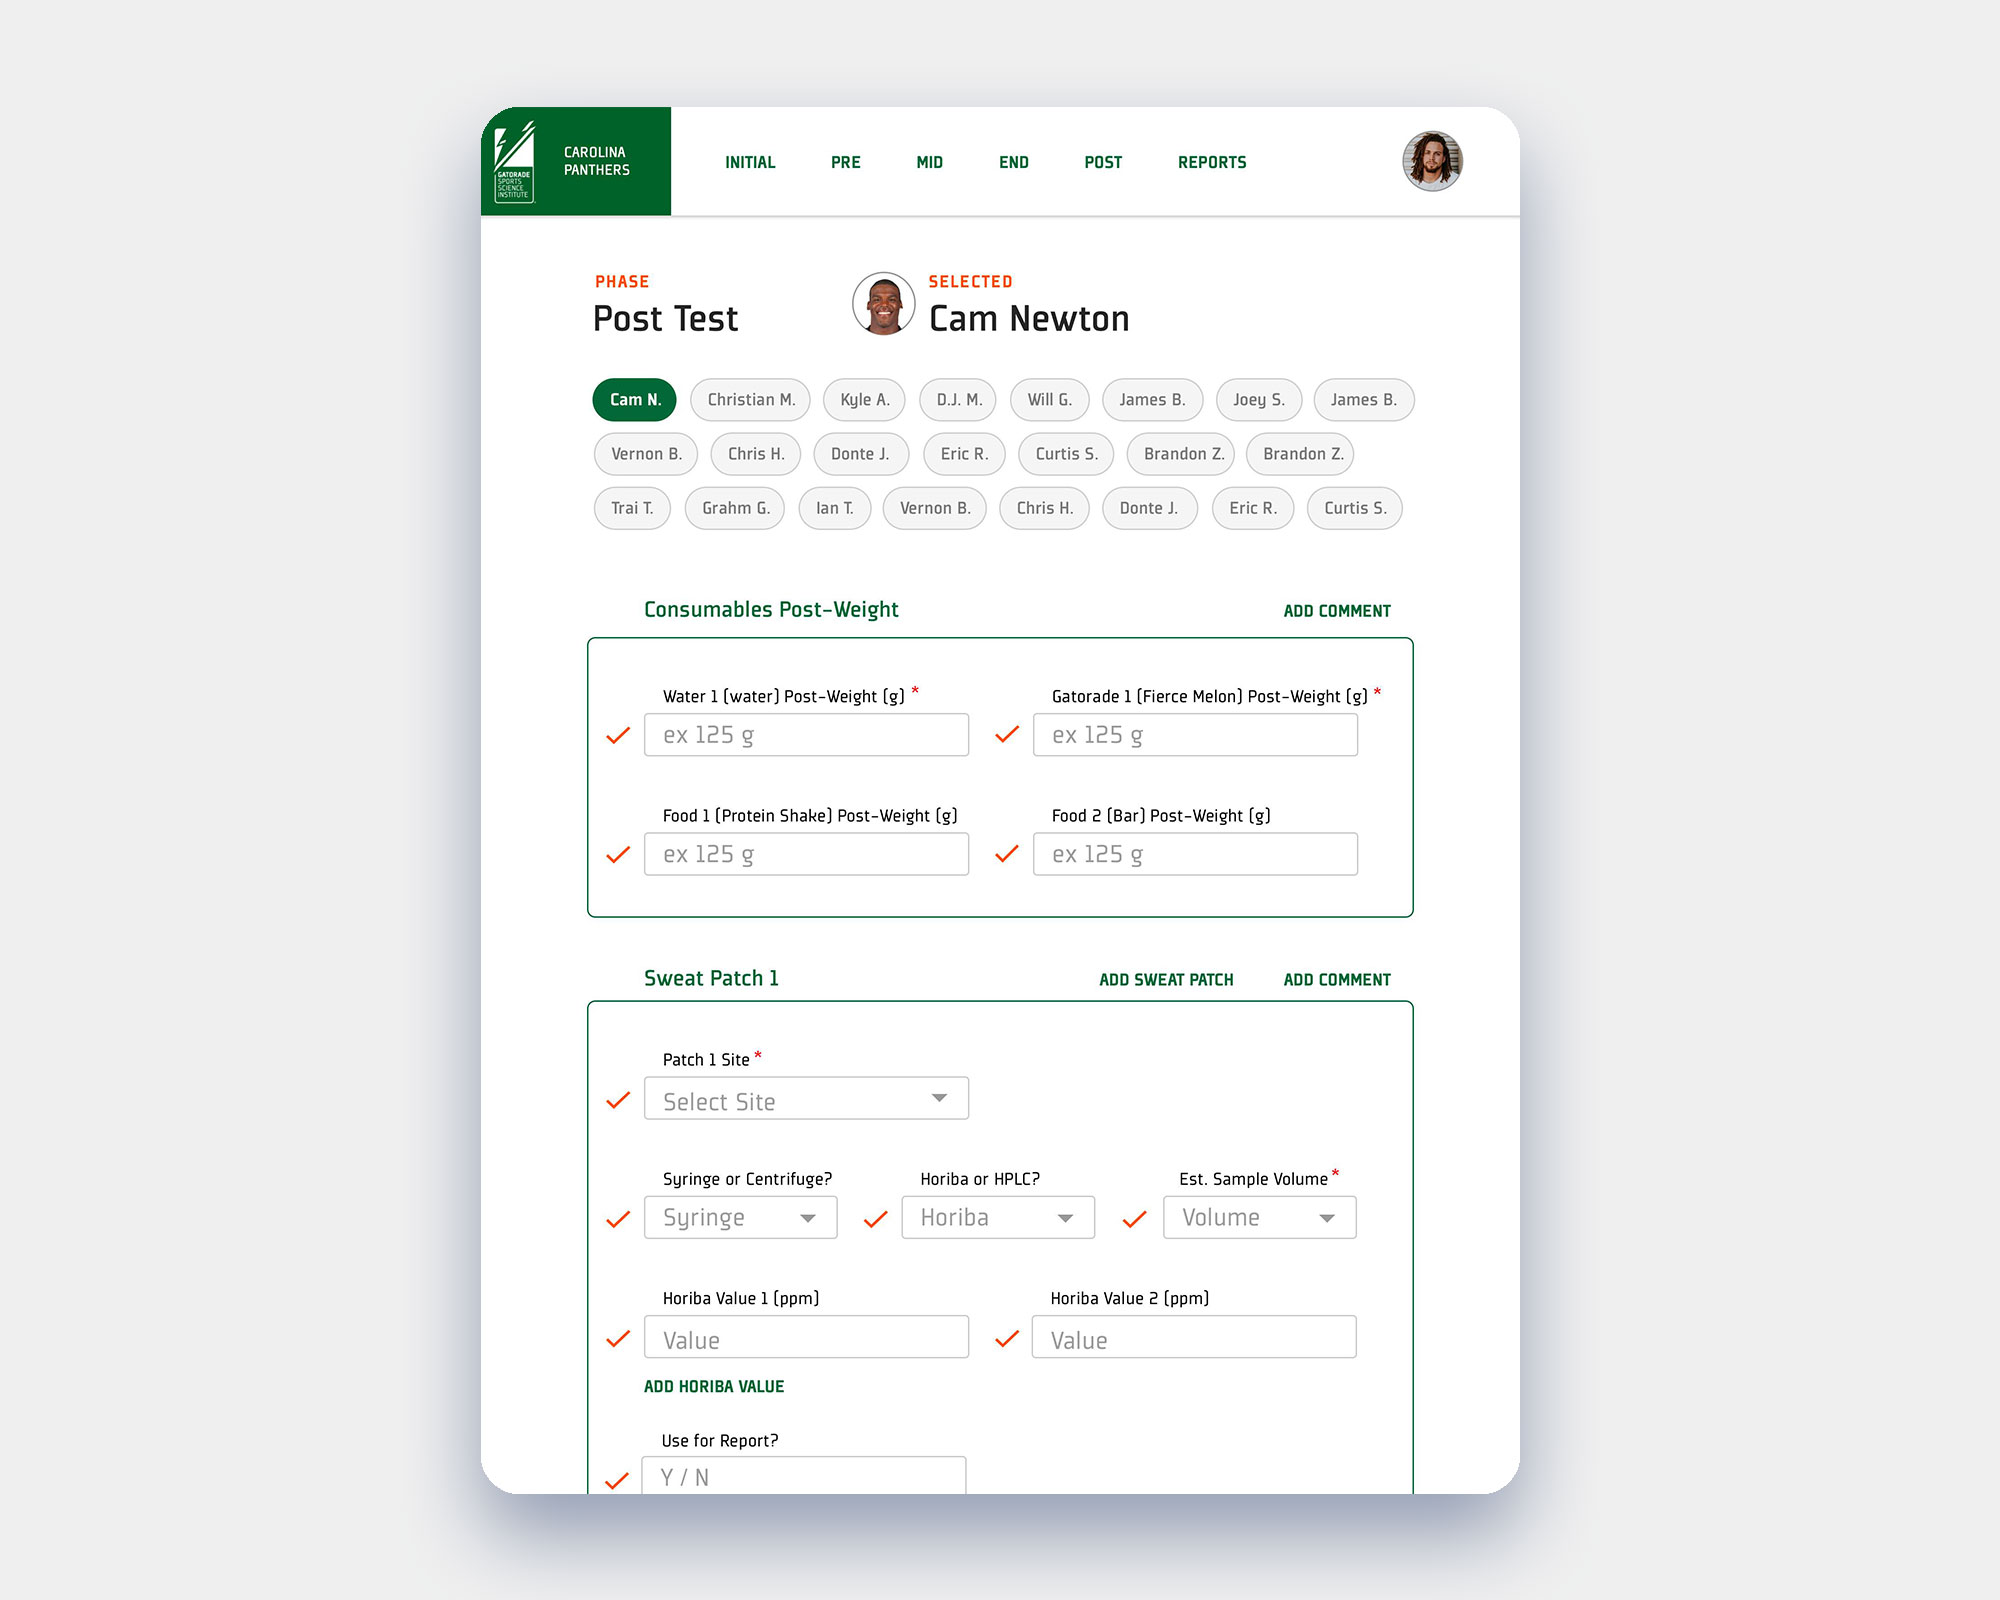 GATORADE
SPORTS
SCIENCE
INSTITUTE
CAROLINA
PANTHERS
INITIAL PRE MID END POST REPORTS
PHASE
Post Test
SELECTED
Cam Newton
Cam N. Christian M. Kyle A. D.J. M. Will G. James B. Joey S. James B.
Vernon B. Chris H. Donte J. Eric R. Curtis S. Brandon Z. Brandon Z.
Trai T. Grahm G. Ian T. Vernon B. Chris H. Donte J. Eric R. Curtis S.
Consumables Post-Weight ADD COMMENT
Water 1 (water) Post-Weight (g) * Gatorade 1 (Fierce Melon) Post-Weight (g) *
ex 125 g ex 125 g
Food 1 (Protein Shake) Post-Weight (g) Food 2 (Bar) Post-Weight (g)
ex 125 g ex 125 g
Sweat Patch 1 ADD SWEAT PATCH ADD COMMENT
Patch 1 Site *
Select Site
Syringe or Centrifuge? Horiba or HPLC? Est. Sample Volume *
Syringe Horiba Volume
Horiba Value 1 (ppm) Horiba Value 2 (ppm)
Value Value
ADD HORIBA VALUE
Use for Report?
Y / N